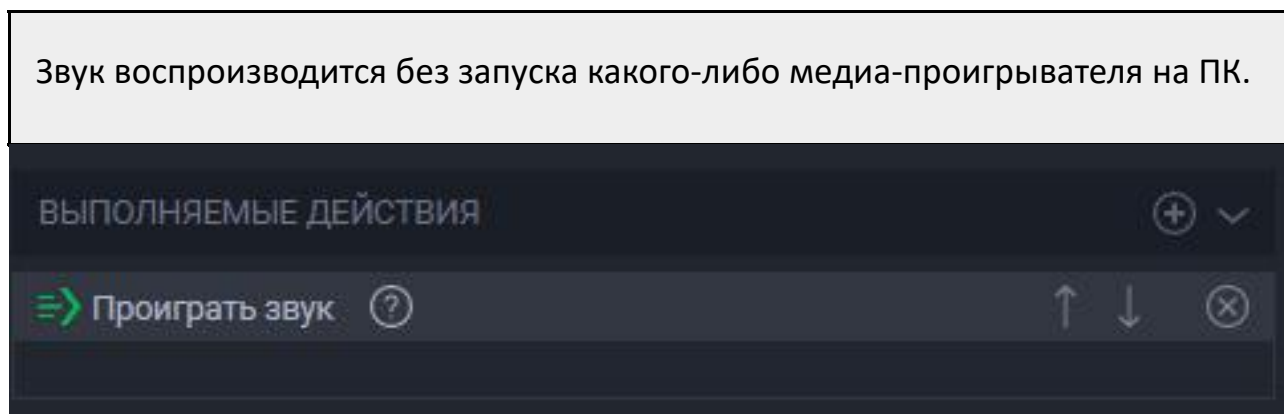 Звук воспроизводится без запуска какого-либо медиа-проигрывателя на ПК.
ВЫПОЛНЯЕМЫЕ ДЕЙСТВИЯ
Проиграть звук ?